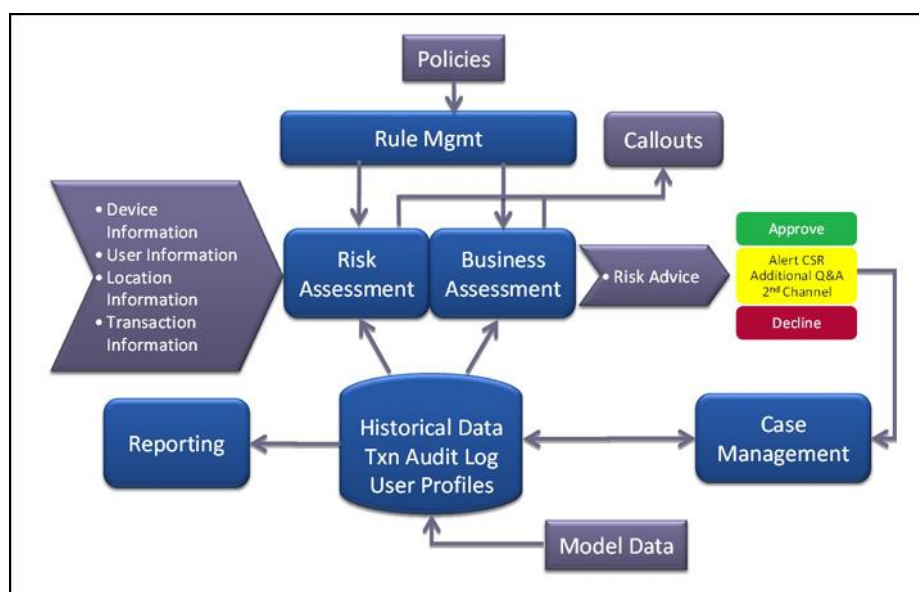 Policies
Rule Mgmt
Callouts
• Device
Information
• User Information
• Location
Information
• Transaction
Information
Risk
Assessment
Business
Assessment
• Risk Advice
Approve
Alert CSR
Additional Q&A
2nd Channel
Decline
Reporting
Historical Data
Txn Audit Log
User Profiles
Case
Management
Model Data